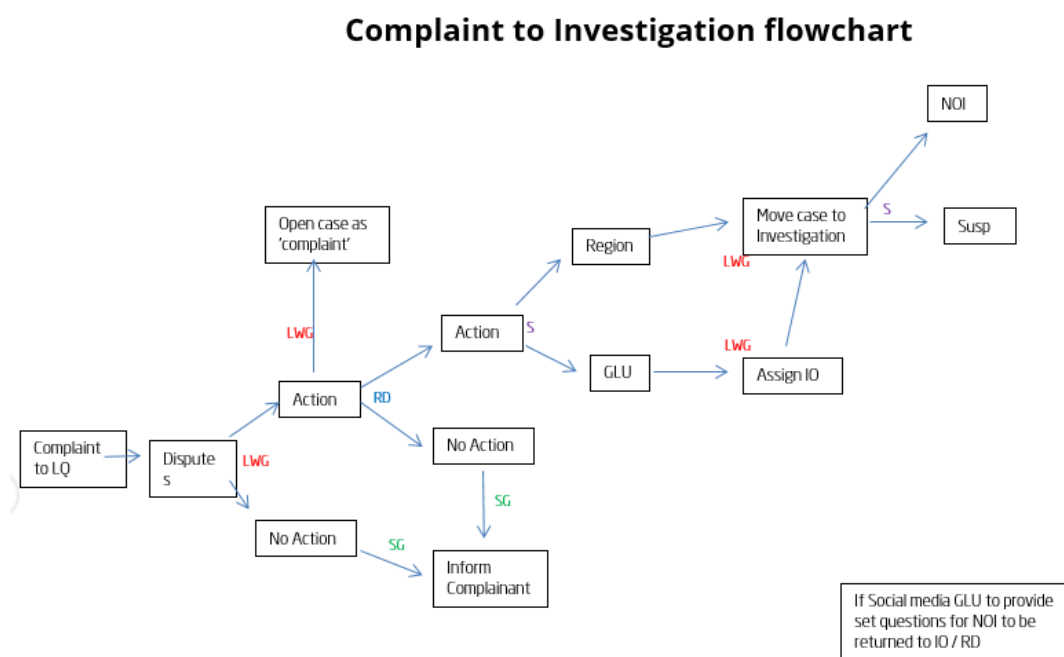 Complaint to Investigation flowchart
NOI
Open case as
'complaint'
Move case to
Investigation
S
Susp
Region
LWG
LWG
Action
S
LWG
GLU
Assign IO
Action
RD
Complaint
to LQ
Dispute
s
LWG
No Action
SG
No Action
SG
Inform
Complainant
If Social media GLU to provide
set questions for NOI to be
returned to IO / RD